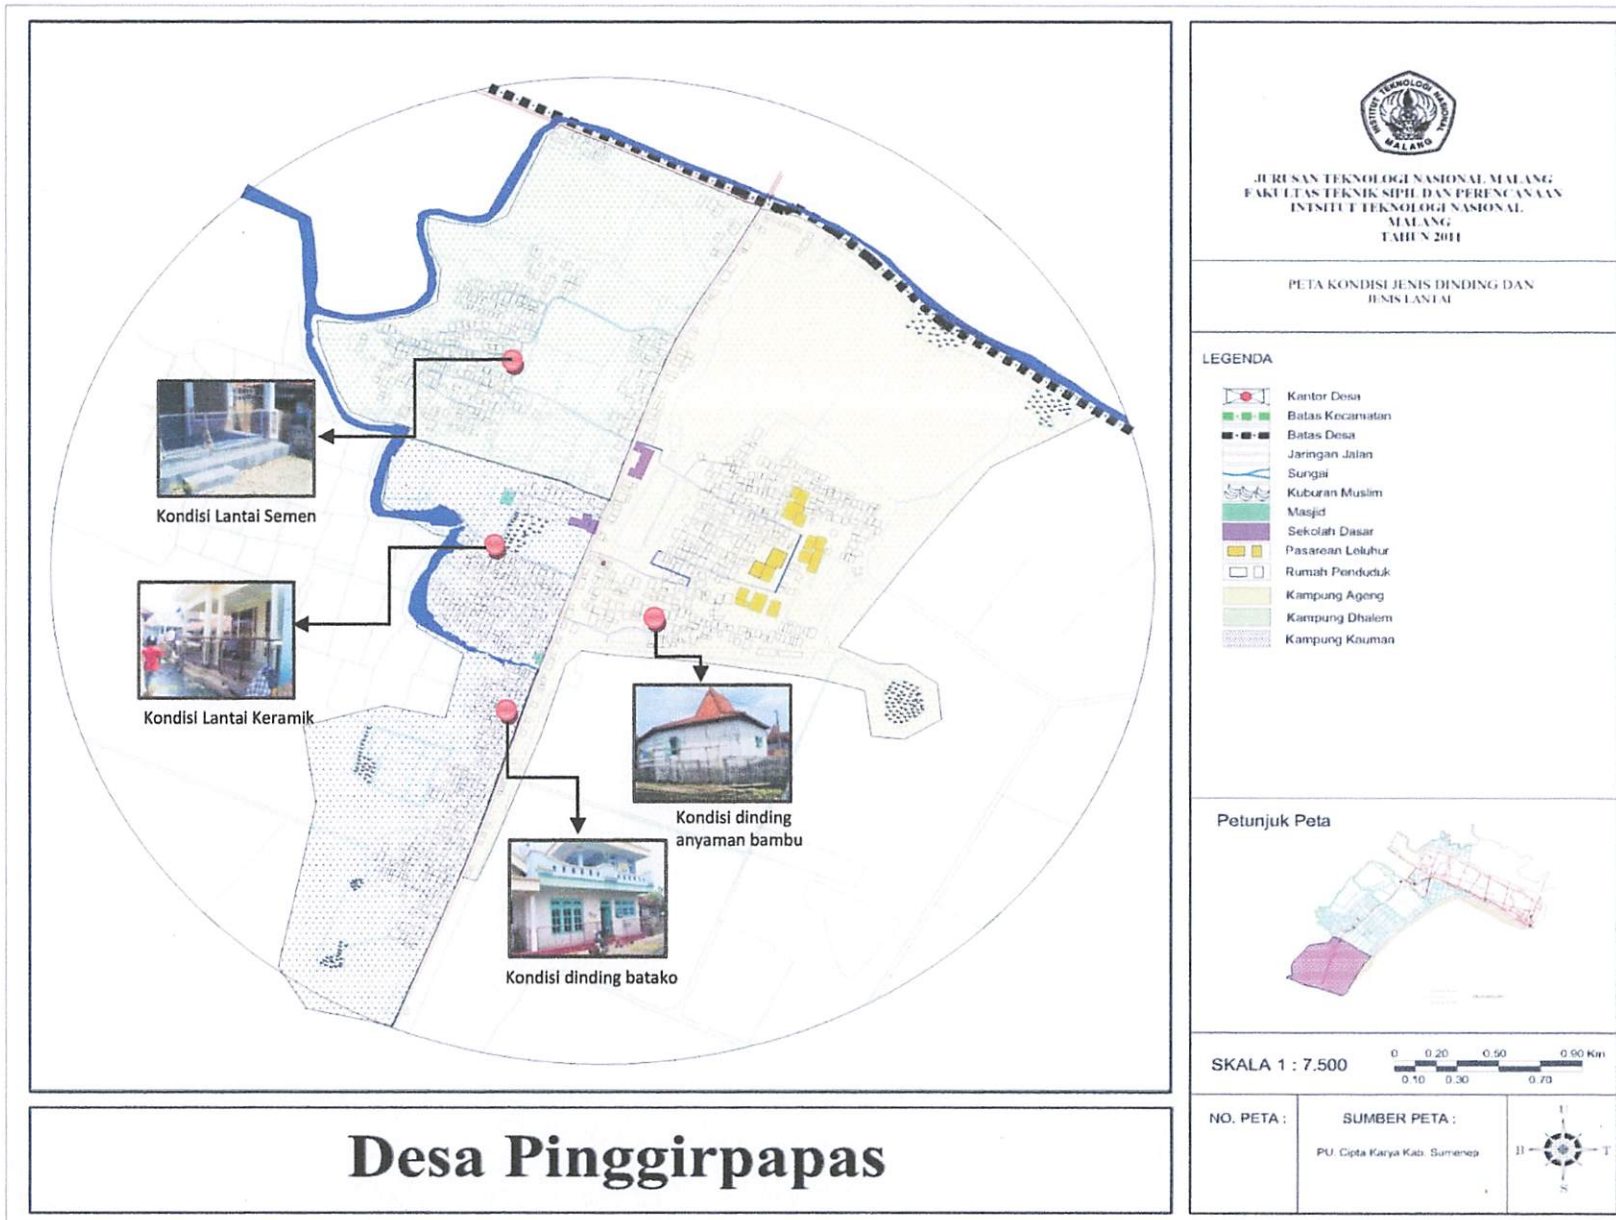 INSTITUT TEKNOLOGI NASIONAL
MALANG
JURUSAN TEKNOLOGI NASIONAL MALANG
FAKULTAS TEKNIK SIPIL DAN PERENCANAAN
INTSITUT TEKNOLOGI NASIONAL
MALANG
TAHUN 2011
PETA KONDISI JENIS DINDING DAN
JENIS LANTAI
LEGENDA
Kantor Desa
Batas Kecamatan
Batas Desa
Jaringan Jalan
Sungai
Kuburan Muslim
Masjid
Sekolah Dasar
Pasarean Leluhur
Rumah Penduduk
Kampung Ageng
Kampung Dhalem
Kampung Kauman
Kondisi Lantai Semen
Kondisi Lantai Keramik
Kondisi dinding
anyaman bambu
Kondisi dinding batako
Petunjuk Peta
SKALA 1 : 7.500
0 0.20 0.50 0.90 Km
0.10 0.30 0.70
NO. PETA :
SUMBER PETA :
PU. Cipta Karya Kab. Sumenep
U
B T
S
Desa Pinggirpapas